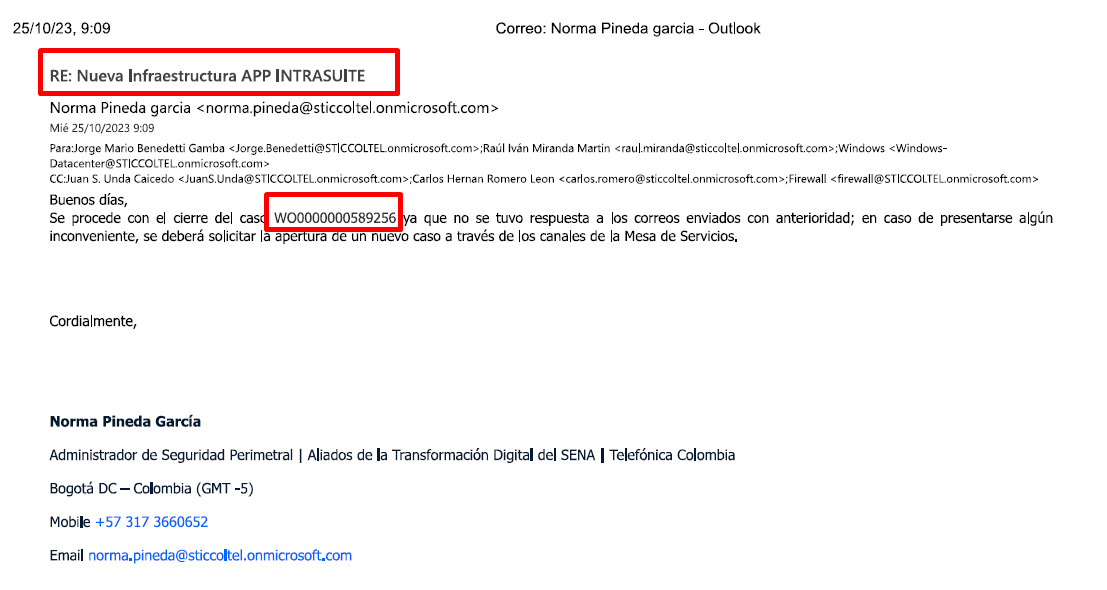 25/10/23, 9:09 Correo: Norma Pineda garcia - Outlook
RE: Nueva Infraestructura APP INTRASUITE
Norma Pineda garcia <norma.pineda@sticcoltel.onmicrosoft.com>
Mié 25/10/2023 9:09
Para:Jorge Mario Benedetti Gamba <Jorge.Benedetti@STICCOLTEL.onmicrosoft.com>;Raúl Iván Miranda Martin <raul.miranda@sticcoltel.onmicrosoft.com>;Windows <Windows-
Datacenter@STICCOLTEL.onmicrosoft.com>
CC:Juan S. Unda Caicedo <JuanS.Unda@STICCOLTEL.onmicrosoft.com>;Carlos Hernan Romero Leon <carlos.romero@sticcoltel.onmicrosoft.com>;Firewall <firewall@STICCOLTEL.onmicrosoft.com>
Buenos días,
Se procede con el cierre del caso WO0000000589256 ya que no se tuvo respuesta a los correos enviados con anterioridad; en caso de presentarse algún
inconveniente, se deberá solicitar la apertura de un nuevo caso a través de los canales de la Mesa de Servicios.
Cordialmente,
Norma Pineda García
Administrador de Seguridad Perimetral | Aliados de la Transformación Digital del SENA | Telefónica Colombia
Bogotá DC – Colombia (GMT -5)
Mobile +57 317 3660652
Email norma.pineda@sticcoltel.onmicrosoft.com